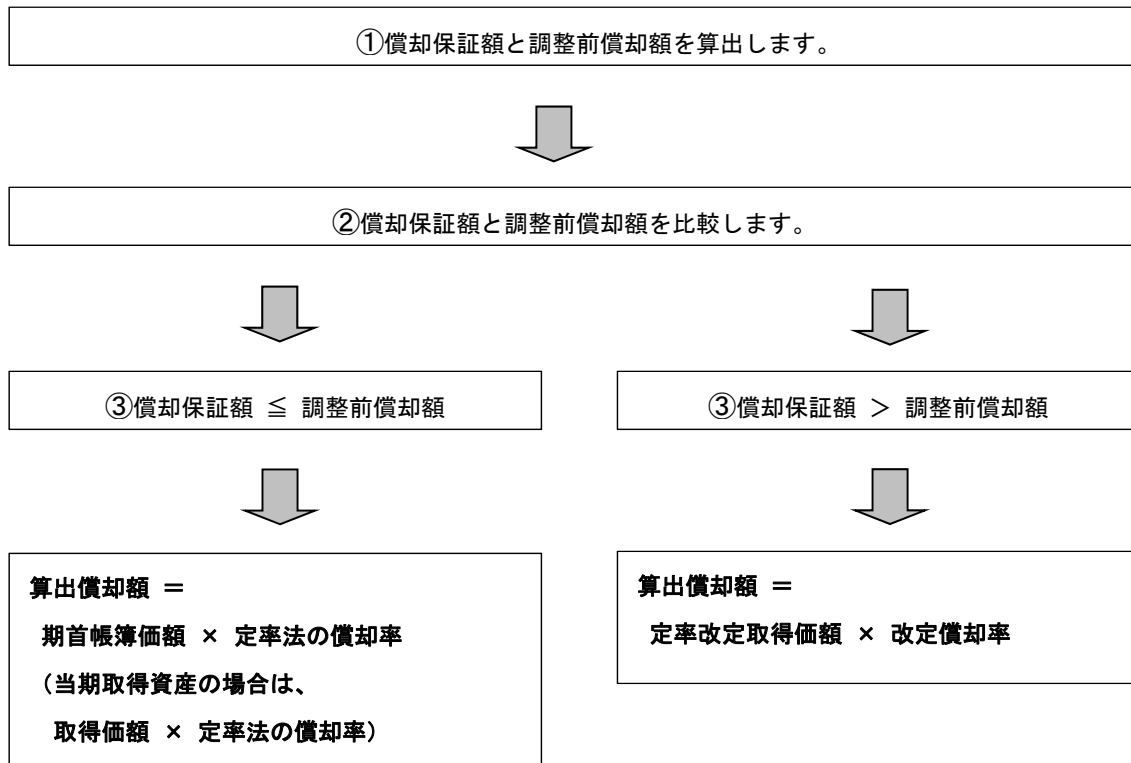 ①償却保証額と調整前償却額を算出します。
②償却保証額と調整前償却額を比較します。
③償却保証額 ≦ 調整前償却額
③償却保証額 ＞ 調整前償却額
算出償却額 ＝
期首帳簿価額 × 定率法の償却率
（当期取得資産の場合は、
取得価額 × 定率法の償却率）
算出償却額 ＝
定率改定取得価額 × 改定償却率